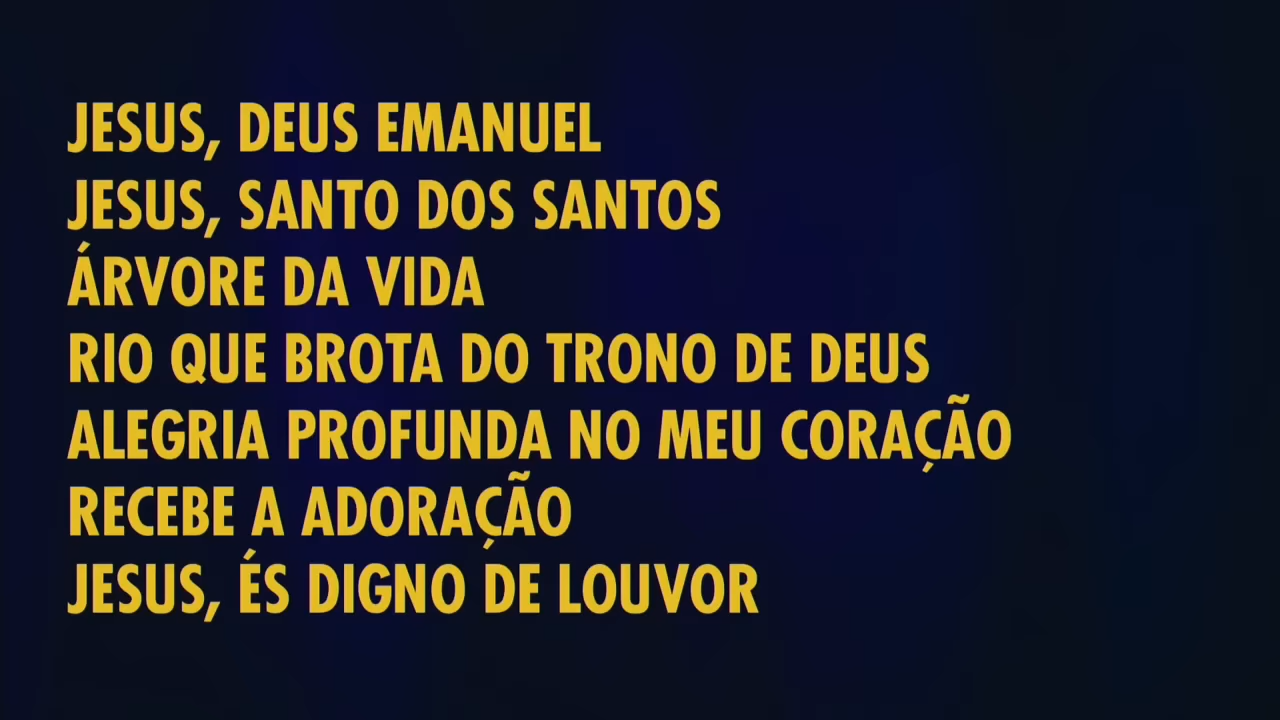 JESUS, DEUS EMANUEL
JESUS, SANTO DOS SANTOS
ÁRVORE DA VIDA
RIO QUE BROTA DO TRONO DE DEUS
ALEGRIA PROFUNDA NO MEU CORAÇÃO
RECEBE A ADORAÇÃO
JESUS, ÉS DIGNO DE LOUVOR